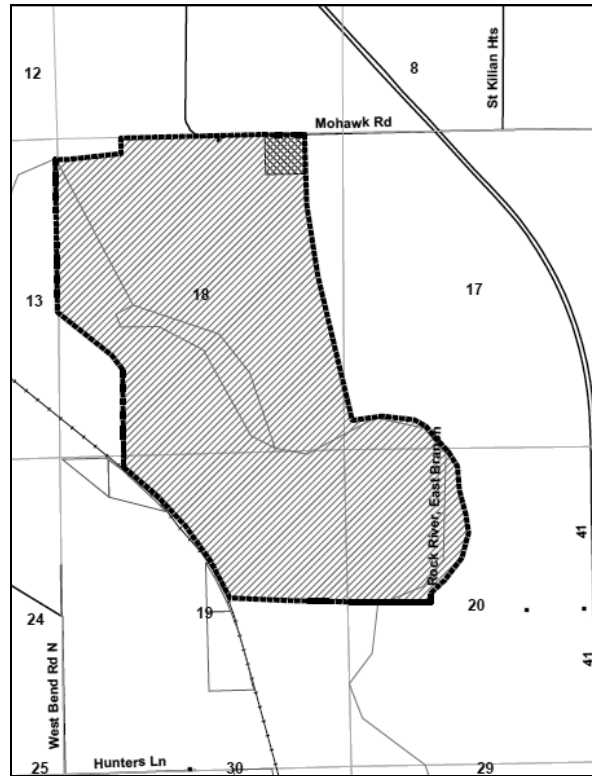 12
8
St Kilian Hts
Mohawk Rd
13
18
17
Rock River, East Branch
41
24
19
20
41
West Bend Rd N
25
Hunters Ln
30
29